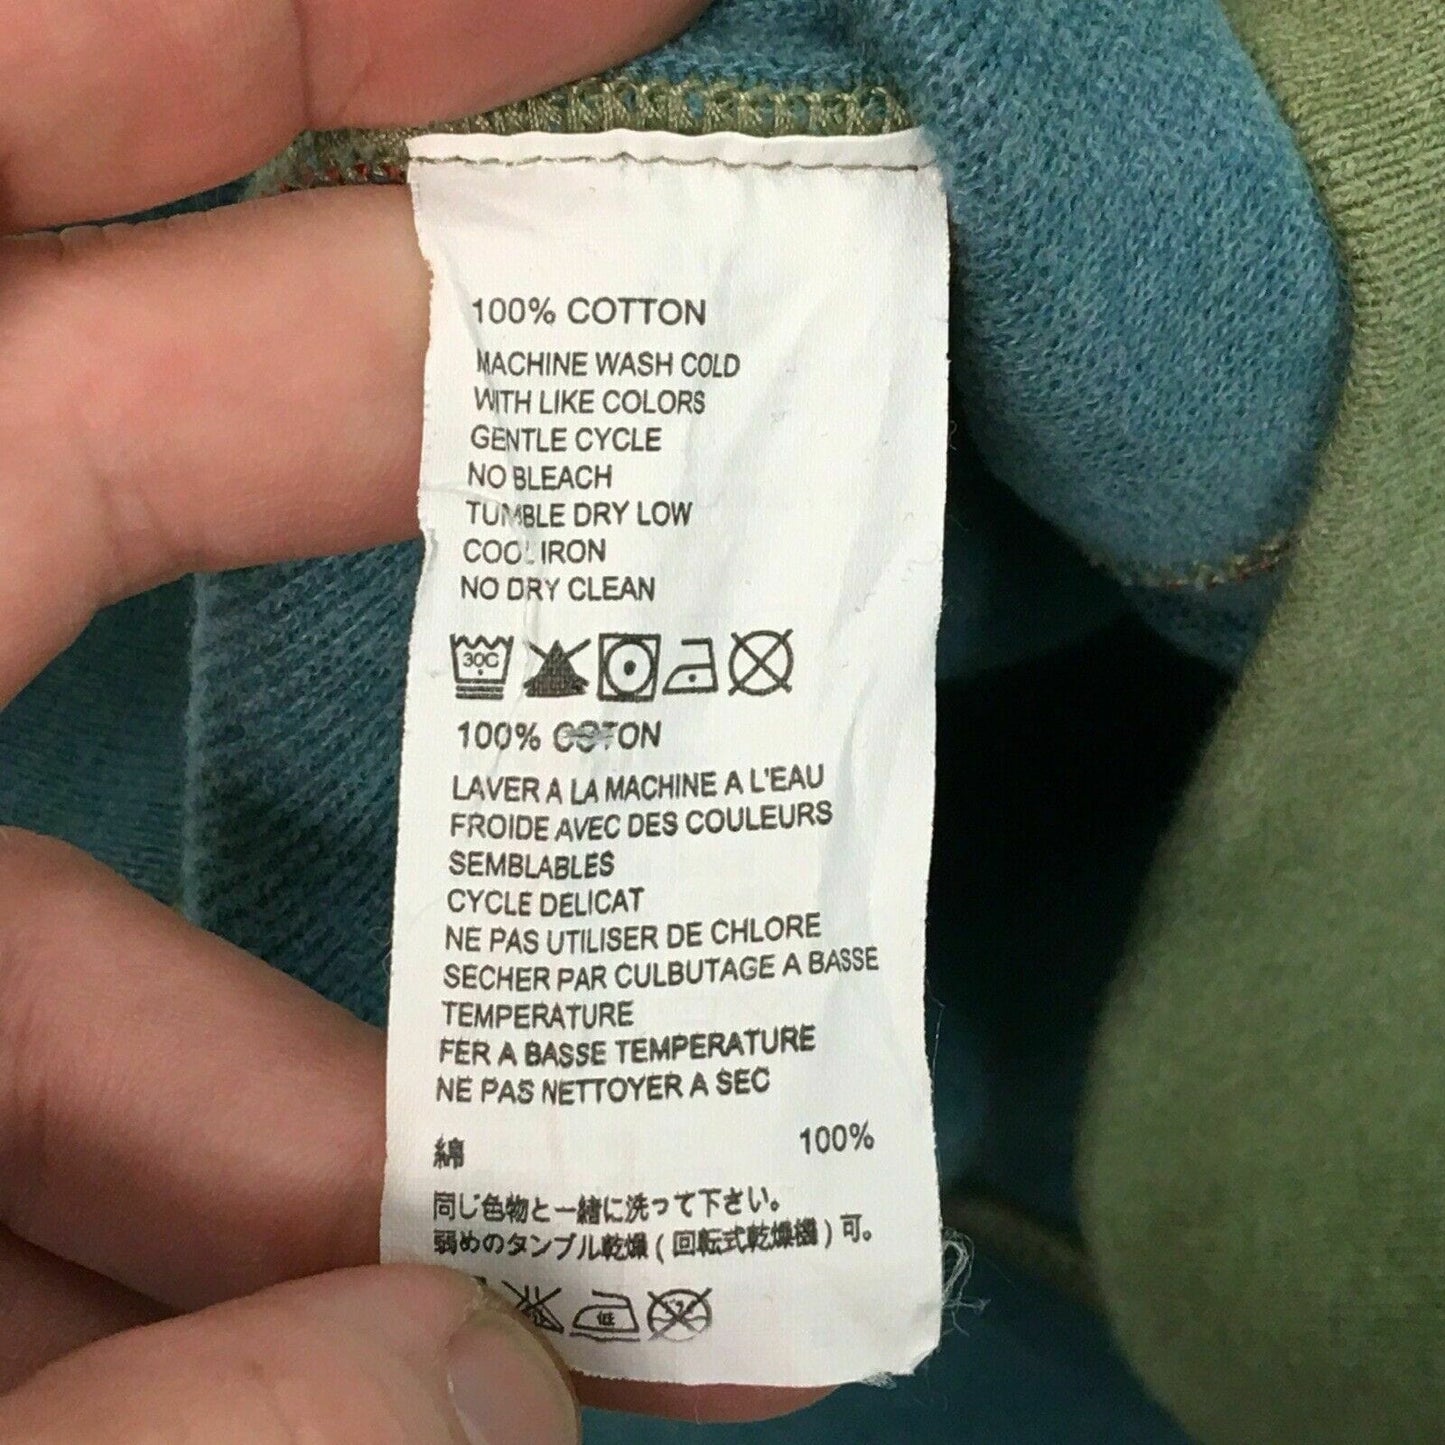 100% COTTON
MACHINE WASH COLD
WITH LIKE COLORS
GENTLE CYCLE
NO BLEACH
TUMBLE DRY LOW
COOL IRON
NO DRY CLEAN
30C
100% COTON
LAVER A LA MACHINE A L'EAU
FROIDE AVEC DES COULEURS
SEMBLABLES
CYCLE DELICAT
NE PAS UTILISER DE CHLORE
SECHER PAR CULBUTAGE A BASSE
TEMPERATURE
FER A BASSE TEMPERATURE
NE PAS NETTOYER A SEC
綿 100%
同じ色物と一緒に洗って下さい。
弱めのタンブル乾燥(回転式乾燥機)可。
低